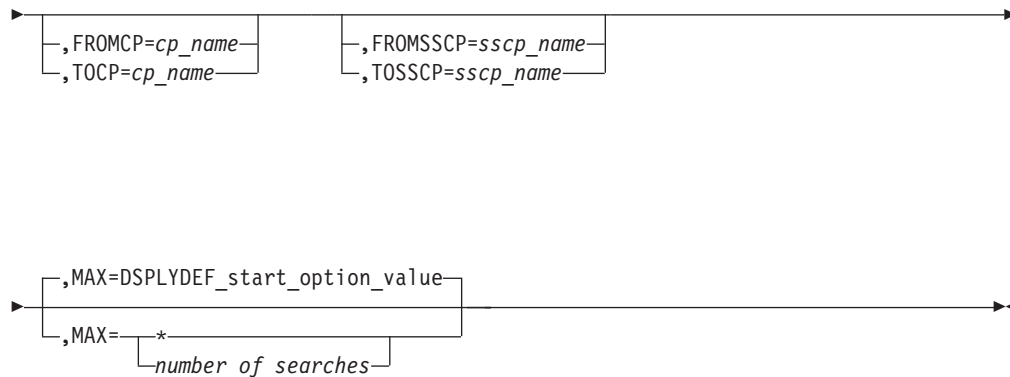 ,FROMCP=cp_name
,TOCP=cp_name
,FROMSSCP=sscp_name
,TOSSCP=sscp_name
,MAX=DSPLYDEF_start_option_value
,MAX= *
number of searches